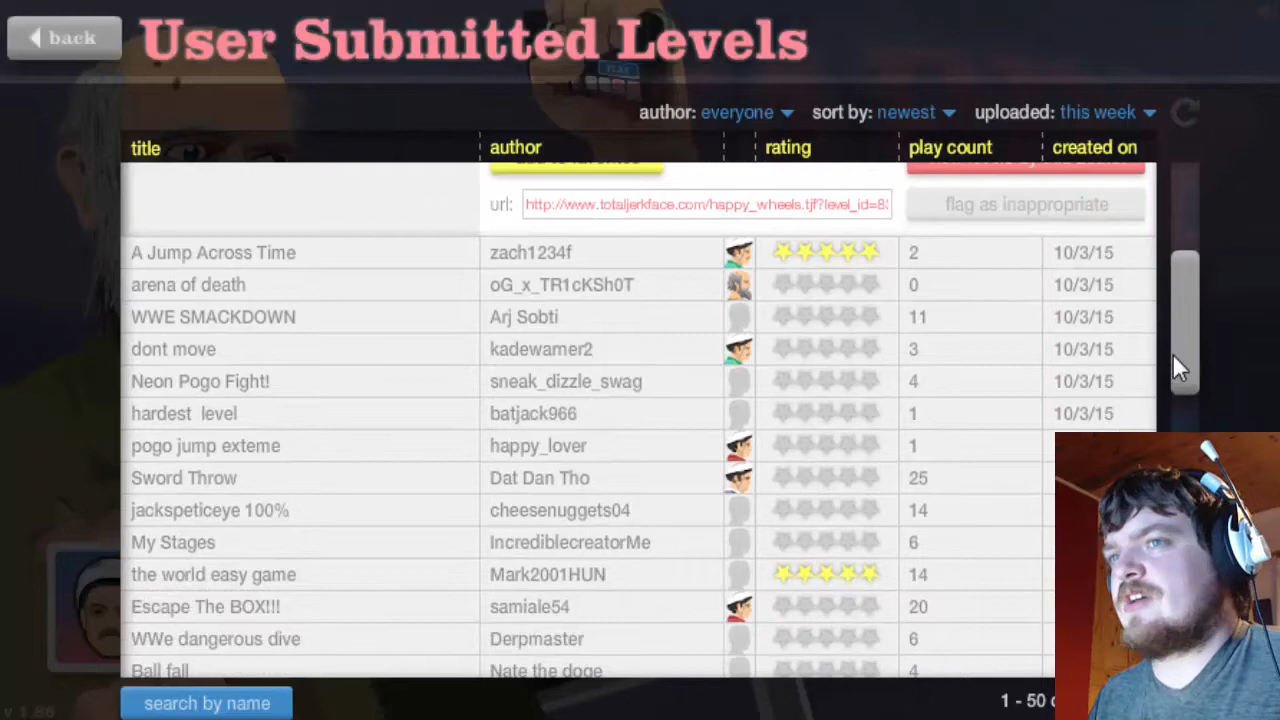 back
User Submitted Levels
author: everyone sort by: newest uploaded: this week
title author rating play count created on
url: http://www.totaljerkface.com/happy_wheels.tjf?level_id=8 flag as inappropriate
A Jump Across Time zach1234f 2 10/3/15
arena of death oG_x_TR1cKSh0T 0 10/3/15
WWE SMACKDOWN Arj Sobti 11 10/3/15
dont move kadewarner2 3 10/3/15
Neon Pogo Fight! sneak_dizzle_swag 4 10/3/15
hardest level batjack966 1 10/3/15
pogo jump exteme happy_lover 1
Sword Throw Dat Dan Tho 25
jackspeticeye 100% cheesenuggets04 14
My Stages IncrediblecreatorMe 6
the world easy game Mark2001HUN 14
Escape The BOX!!! samiale54 20
WWe dangerous dive Derpmaster 6
Ball fall Nate the doge 4
search by name 1 - 50
v 1.86